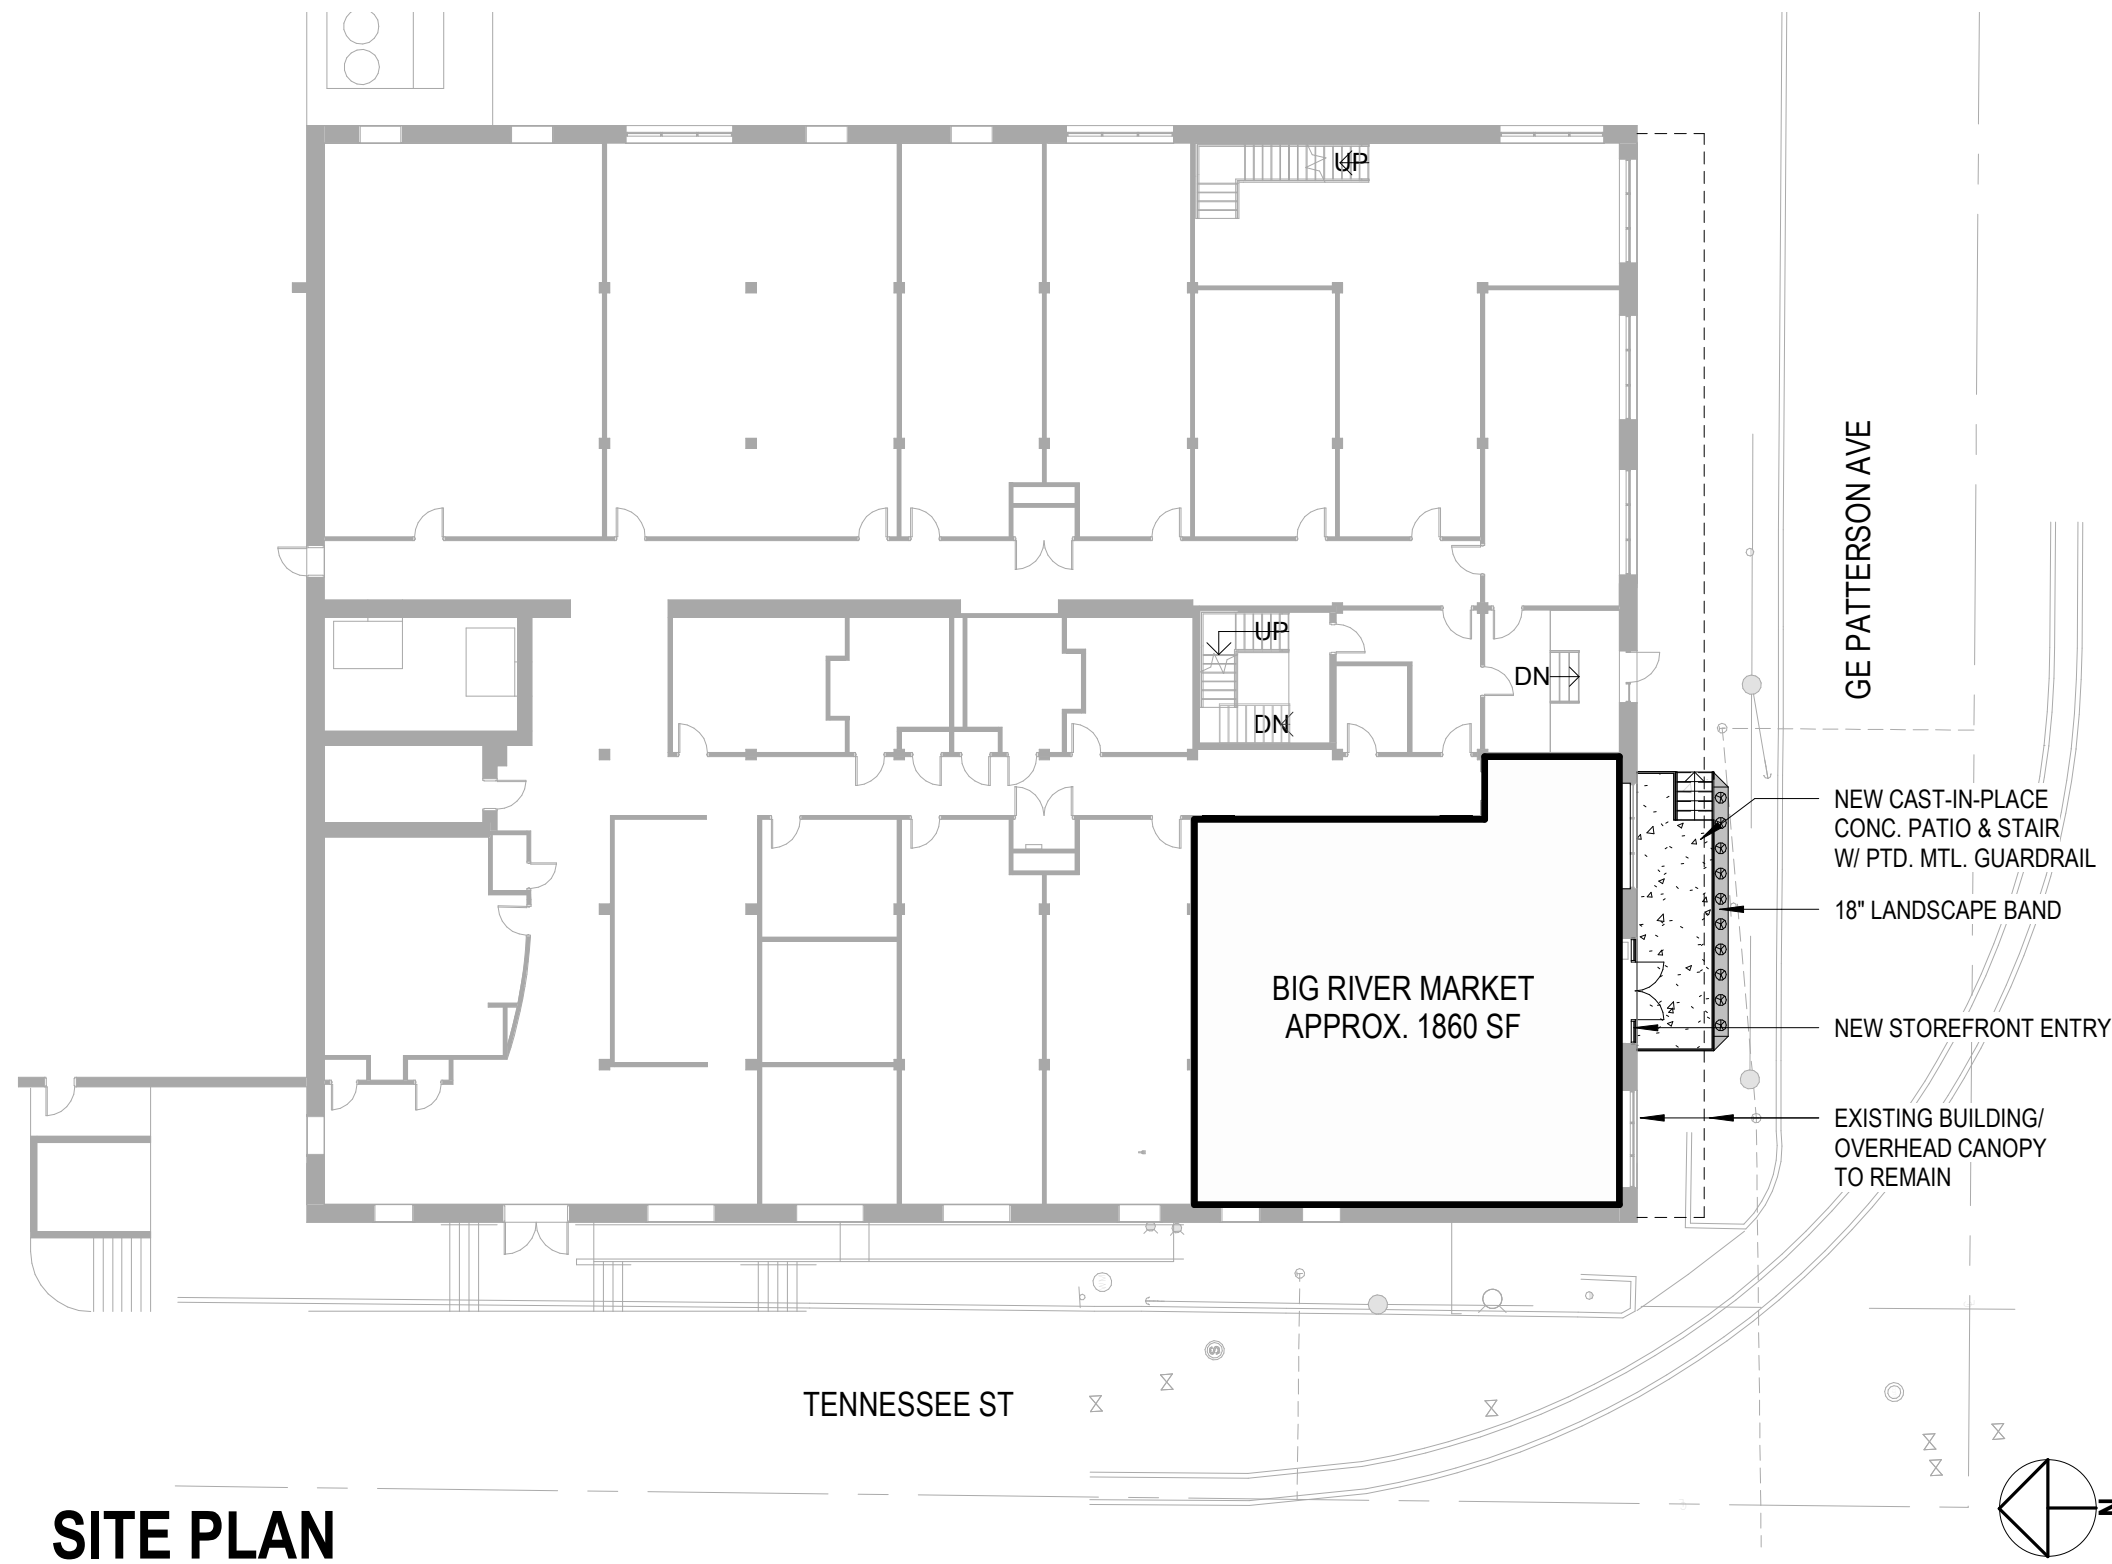 UP
GE PATTERSON AVE
UP
DN
DN
NEW CAST-IN-PLACE
CONC. PATIO & STAIR
W/ PTD. MTL. GUARDRAIL
18" LANDSCAPE BAND
BIG RIVER MARKET
APPROX. 1860 SF
NEW STOREFRONT ENTRY
EXISTING BUILDING/
OVERHEAD CANOPY
TO REMAIN
S
TENNESSEE ST
SITE PLAN
N